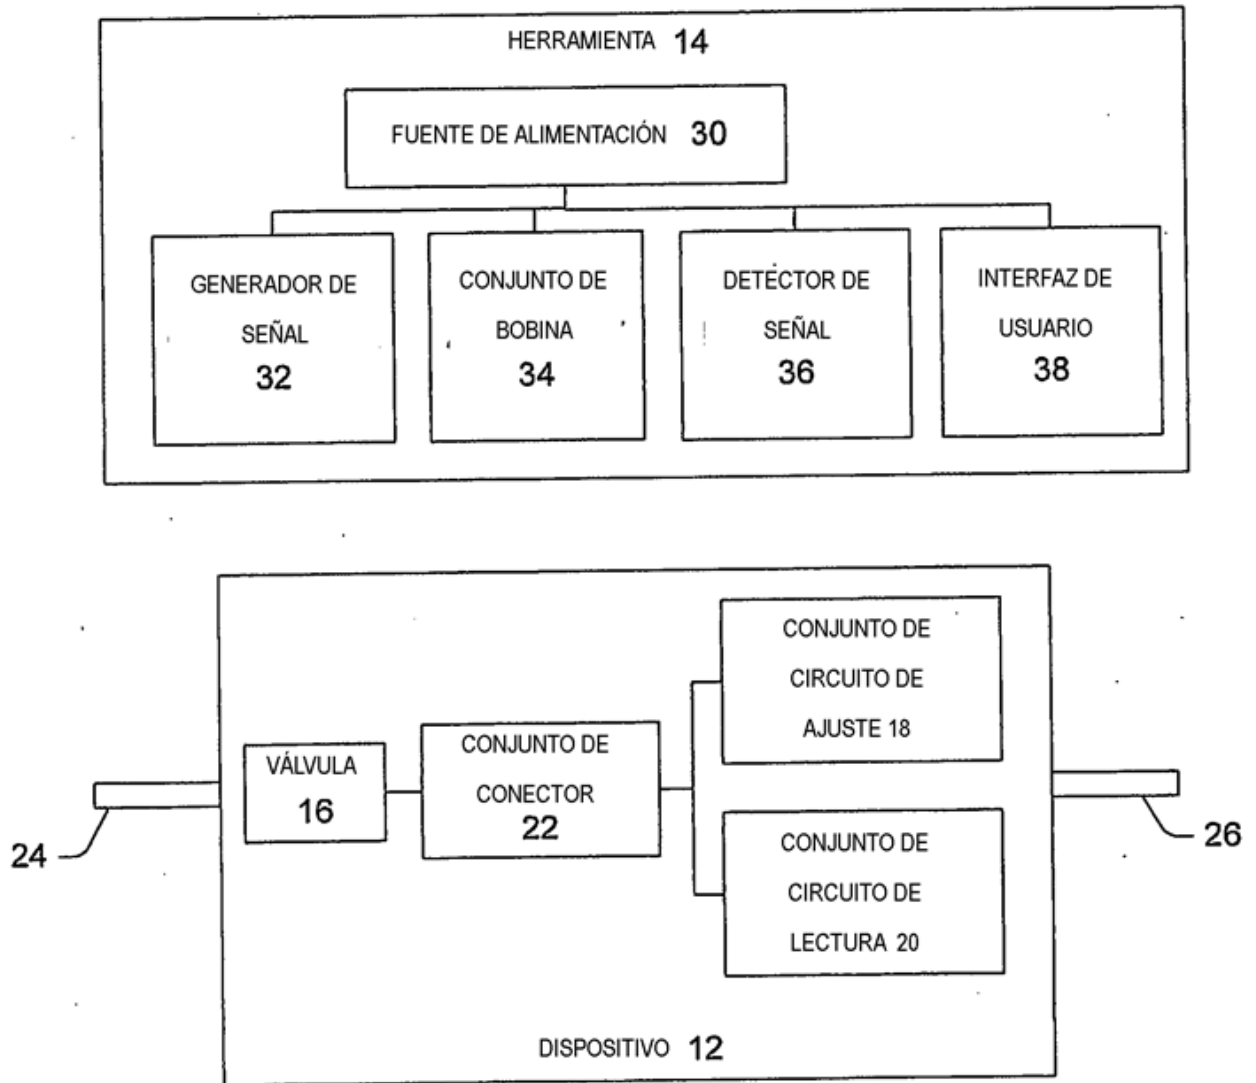 HERRAMIENTA 14
FUENTE DE ALIMENTACIÓN 30
GENERADOR DE
SEÑAL
32
CONJUNTO DE
BOBINA
34
DETECTOR DE
SEÑAL
36
INTERFAZ DE
USUARIO
38
CONJUNTO DE
CIRCUITO DE
AJUSTE 18
VÁLVULA
16
CONJUNTO DE
CONECTOR
22
24
26
CONJUNTO DE
CIRCUITO DE
LECTURA 20
DISPOSITIVO 12